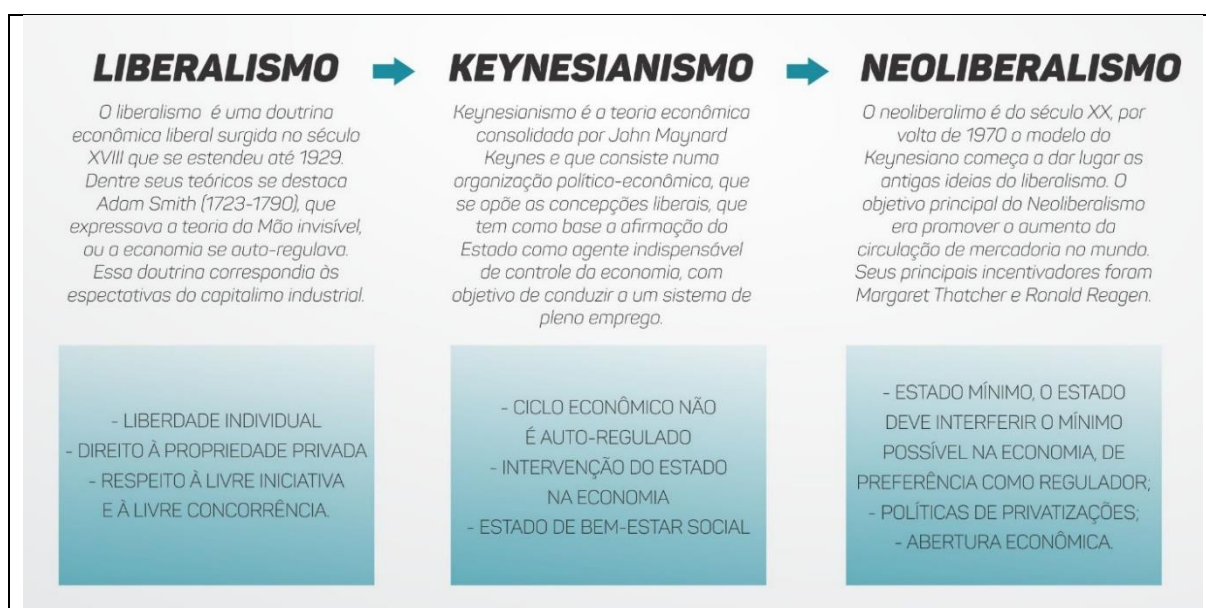 LIBERALISMO
O liberalismo é uma doutrina
econômica liberal surgida no século
XVIII que se estendeu até 1929.
Dentre seus teóricos se destaca
Adam Smith (1723-1790), que
expressava a teoria da Mão invisível,
ou a economia se auto-regulava.
Essa doutrina correspondia às
espectativas do capitalimo industrial.
- LIBERDADE INDIVIDUAL
- DIREITO À PROPRIEDADE PRIVADA
- RESPEITO À LIVRE INICIATIVA
E À LIVRE CONCORRÊNCIA.
KEYNESIANISMO
Keynesianismo é a teoria econômica
consolidada por John Maynard
Keynes e que consiste numa
organização político-econômica, que
se opõe as concepções liberais, que
tem como base a afirmação do
Estado como agente indispensável
de controle da economia, com
objetivo de conduzir a um sistema de
pleno emprego.
- CICLO ECONÔMICO NÃO
É AUTO-REGULADO
- INTERVENÇÃO DO ESTADO
NA ECONOMIA
- ESTADO DE BEM-ESTAR SOCIAL
NEOLIBERALISMO
O neoliberalimo é do século XX, por
volta de 1970 o modelo do
Keynesiano começa a dar lugar as
antigas ideias do liberalismo. O
objetivo principal do Neoliberalismo
era promover o aumento da
circulação de mercadoria no mundo.
Seus principais incentivadores foram
Margaret Thatcher e Ronald Reagen.
- ESTADO MÍNIMO, O ESTADO
DEVE INTERFERIR O MÍNIMO
POSSÍVEL NA ECONOMIA, DE
PREFERÊNCIA COMO REGULADOR;
- POLÍTICAS DE PRIVATIZAÇÕES;
- ABERTURA ECONÔMICA.